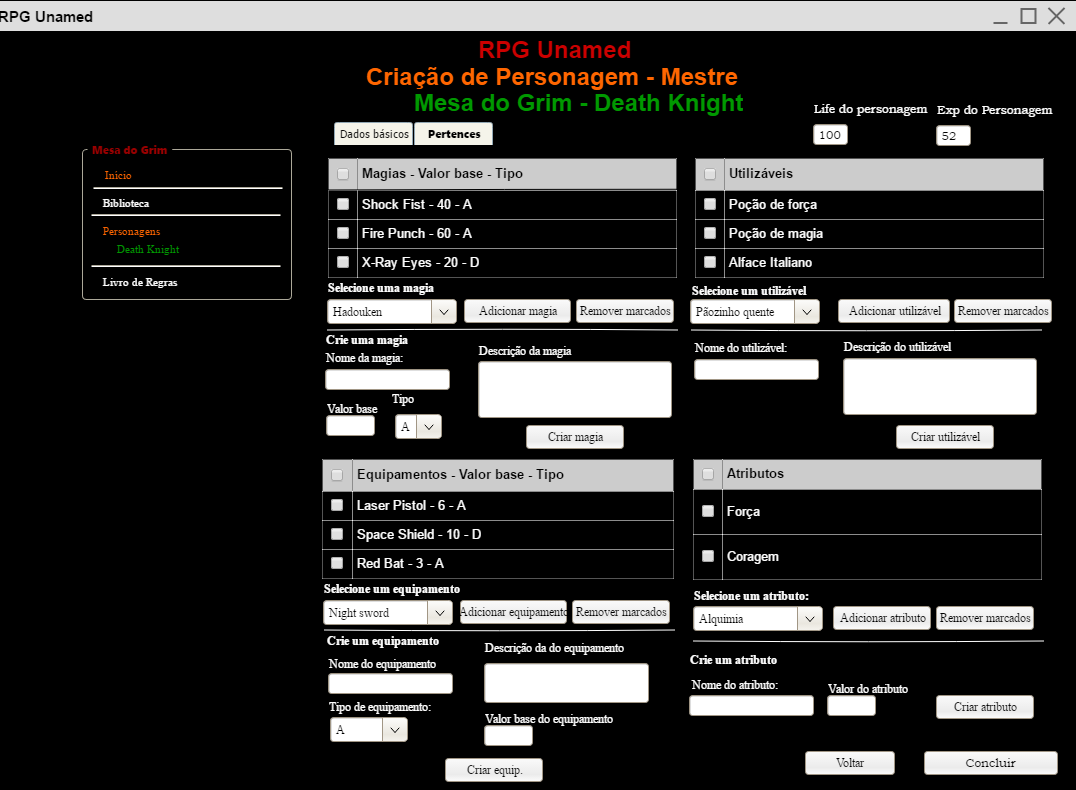 RPG Unamed
RPG Unamed
Criação de Personagem - Mestre
Mesa do Grim - Death Knight
Life do personagem
Exp do Personagem
100
52
Dados básicos
Pertences
Mesa do Grim
Início
Biblioteca
Personagens
Death Knight
Livro de Regras
Magias - Valor base - Tipo
Shock Fist - 40 - A
Fire Punch - 60 - A
X-Ray Eyes - 20 - D
Selecione uma magia
Hadouken
Adicionar magia
Remover marcados
Crie uma magia
Nome da magia:
Descrição da magia
Valor base
Tipo
A
Criar magia
Utilizáveis
Poção de força
Poção de magia
Alface Italiano
Selecione um utilizável
Pãozinho quente
Adicionar utilizável
Remover marcados
Nome do utilizável:
Descrição do utilizável
Criar utilizável
Equipamentos - Valor base - Tipo
Laser Pistol - 6 - A
Space Shield - 10 - D
Red Bat - 3 - A
Selecione um equipamento
Night sword
Adicionar equipamento
Remover marcados
Crie um equipamento
Nome do equipamento
Descrição da do equipamento
Tipo de equipamento:
A
Valor base do equipamento
Criar equip.
Atributos
Força
Coragem
Selecione um atributo:
Alquimia
Adicionar atributo
Remover marcados
Crie um atributo
Nome do atributo:
Valor do atributo
Criar atributo
Voltar
Concluir